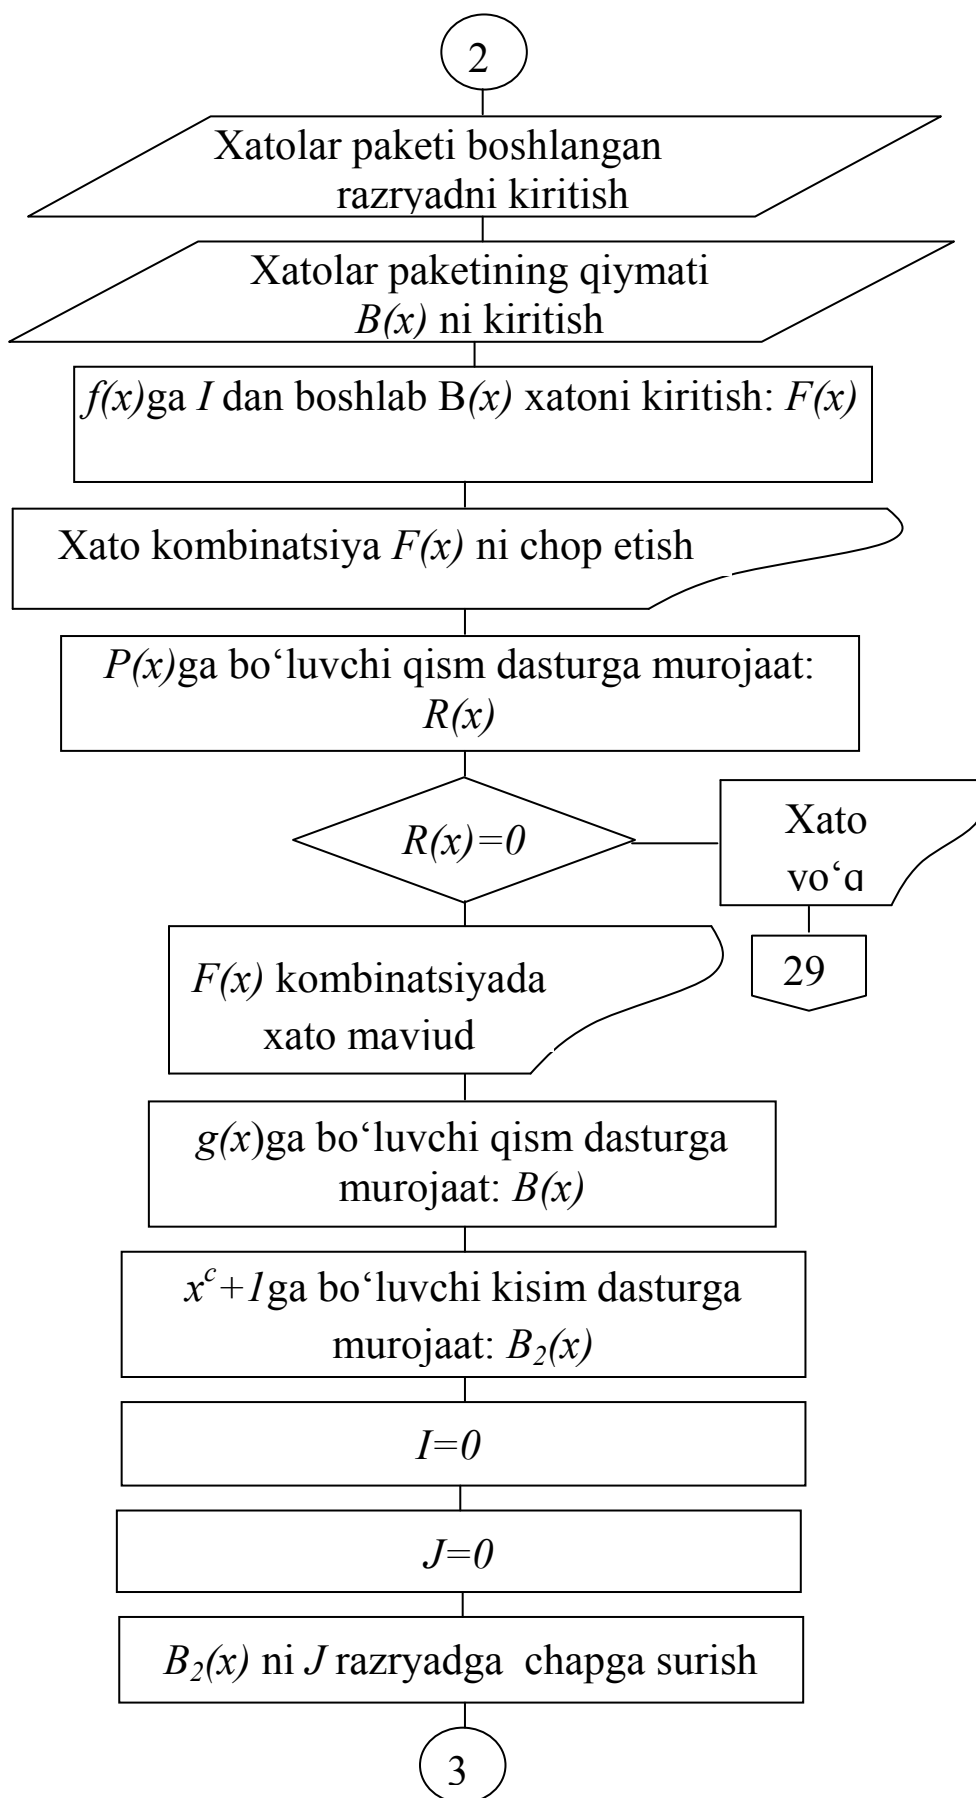 2
Xatolar paketi boshlangan
razryadni kiritish
Xatolar paketining qiymati
B(x) ni kiritish
f(x)ga I dan boshlab B(x) xatoni kiritish: F(x)
Xato kombinatsiya F(x) ni chop etish
P(x)ga bo‘luvchi qism dasturga murojaat:
R(x)
R(x)=0
Xato
yo‘q
29
F(x) kombinatsiyada
xato mavjud
g(x)ga bo‘luvchi qism dasturga
murojaat: B(x)
x^c+1ga bo‘luvchi kisim dasturga
murojaat: B₂(x)
I=0
J=0
B₂(x) ni J razryadga chapga surish
3